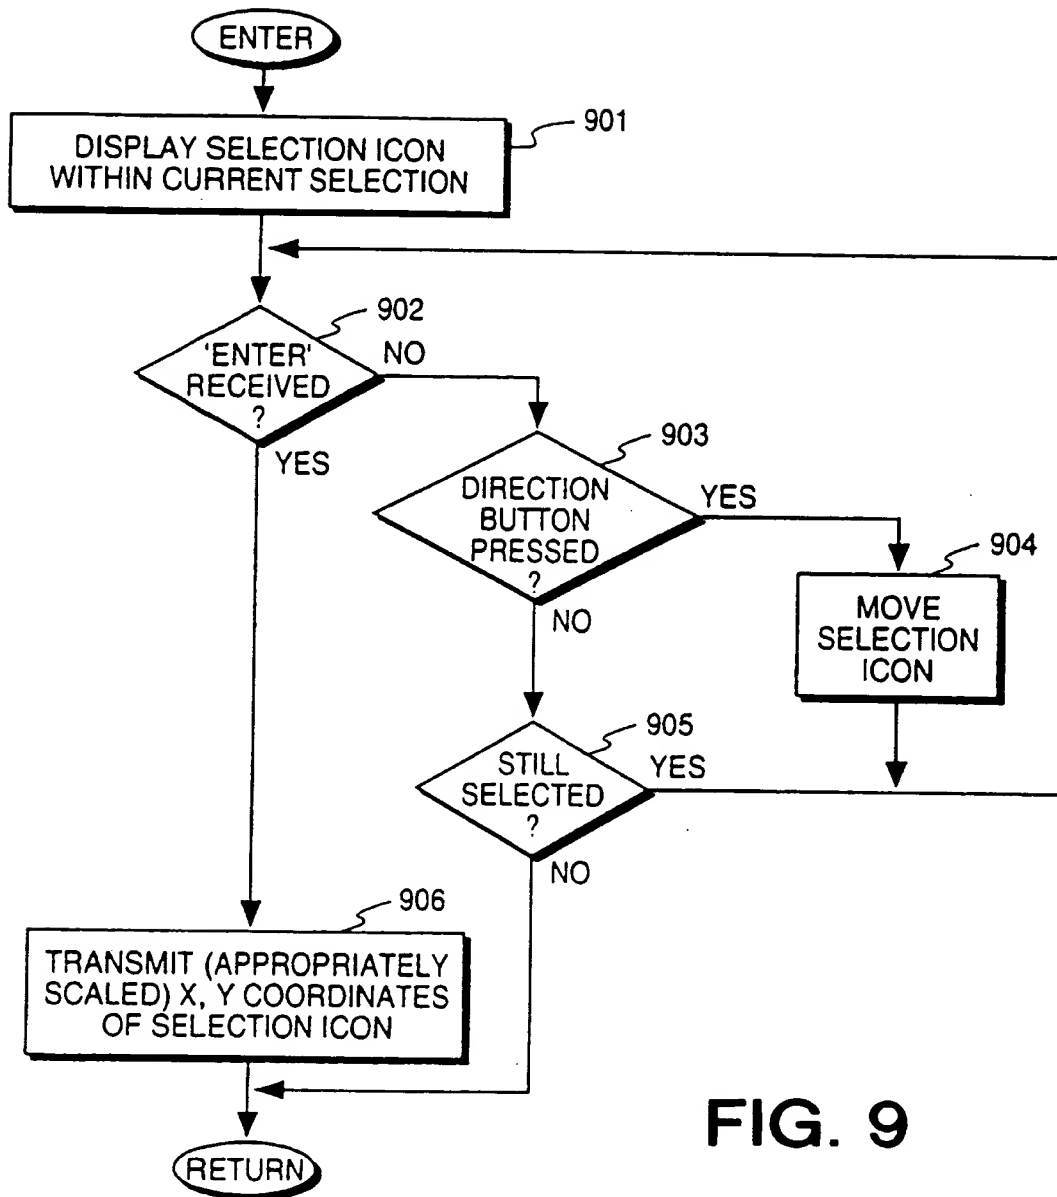 ENTER
DISPLAY SELECTION ICON
WITHIN CURRENT SELECTION
901
902
'ENTER'
RECEIVED
?
NO
YES
903
DIRECTION
BUTTON
PRESSED
?
YES
NO
904
MOVE
SELECTION
ICON
905
STILL
SELECTED
?
YES
NO
906
TRANSMIT (APPROPRIATELY
SCALED) X, Y COORDINATES
OF SELECTION ICON
RETURN
FIG. 9